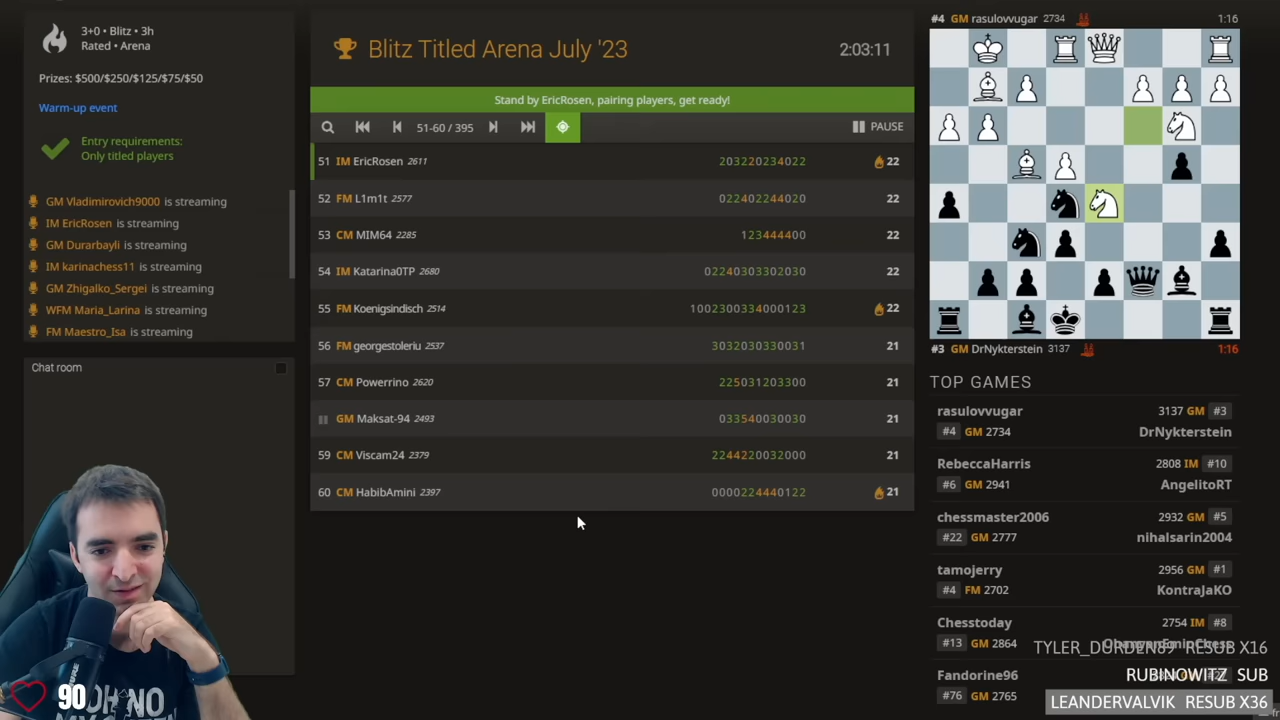 3+0 • Blitz • 3h
Rated • Arena
Prizes: $500/$250/$125/$75/$50
Warm-up event
Entry requirements:
Only titled players
GM Vladimirovich9000 is streaming
IM EricRosen is streaming
GM Durarbayli is streaming
IM karinachess11 is streaming
GM Zhigalko_Sergei is streaming
WFM Maria_Larina is streaming
FM Maestro_Isa is streaming
Chat room
90
OH NO
MY
Blitz Titled Arena July '23
2:03:11
Stand by EricRosen, pairing players, get ready!
51-60 / 395
PAUSE
51 IM EricRosen 2611 203220234022 22
52 FM L1m1t 2577 022402244020 22
53 CM MIM64 2285 123444400 22
54 IM Katarina0TP 2680 02240303302030 22
55 FM Koenigsindisch 2514 1002300334000123 22
56 FM georgestoleriu 2537 3032030330031 21
57 CM Powerrino 2620 225031203300 21
GM Maksat-94 2493 033540030030 21
59 CM Viscam24 2379 2244220032000 21
60 CM HabibAmini 2397 0000224440122 21
#4 GM rasulovvugar 2734 1:16
#3 GM DrNykterstein 3137 1:16
TOP GAMES
rasulovvugar 3137 GM #3
#4 GM 2734 DrNykterstein
RebeccaHarris 2808 IM #10
#6 GM 2941 AngelitoRT
chessmaster2006 2932 GM #5
#22 GM 2777 nihalsarin2004
tamojerry 2956 GM #1
#4 FM 2702 KontraJaKO
Chesstoday 2754 IM #8
#13 GM 2864
Fandorine96
#76 GM 2765
TYLER_DURDEN89 RESUB X16
RUBINOWITZ SUB
LEANDERVALVIK RESUB X36